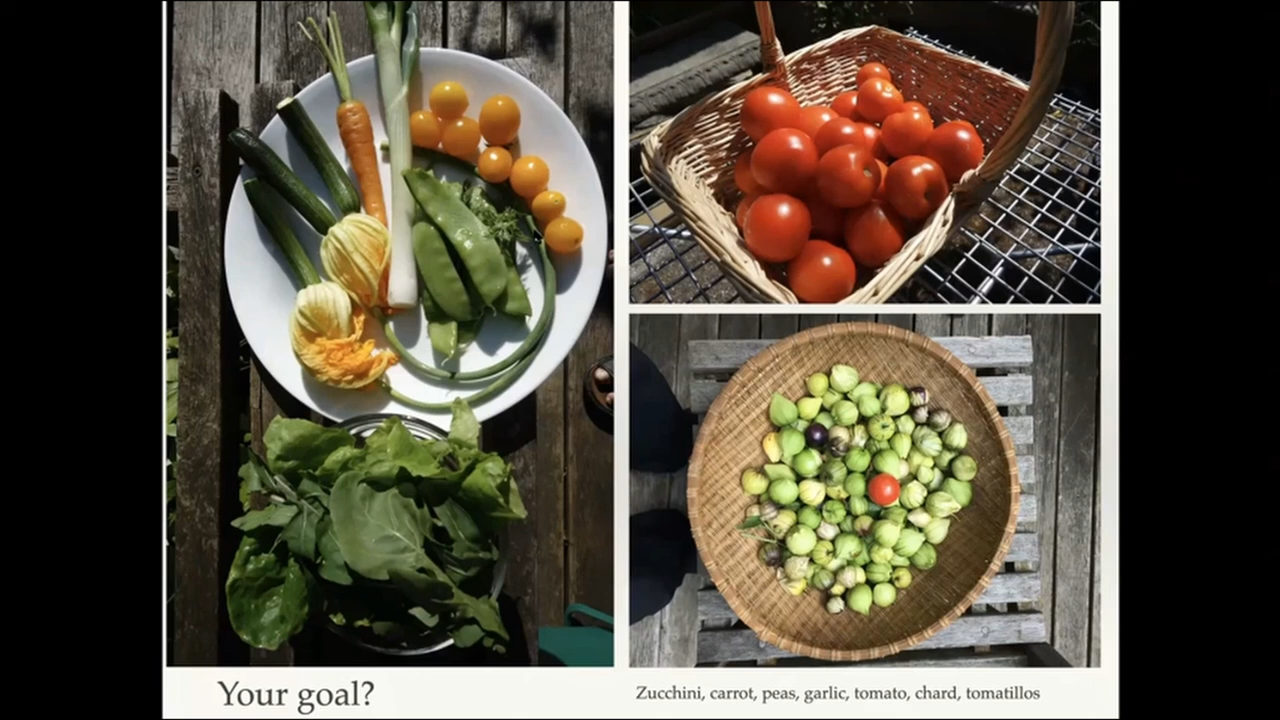 Your goal?
Zucchini, carrot, peas, garlic, tomato, chard, tomatillos